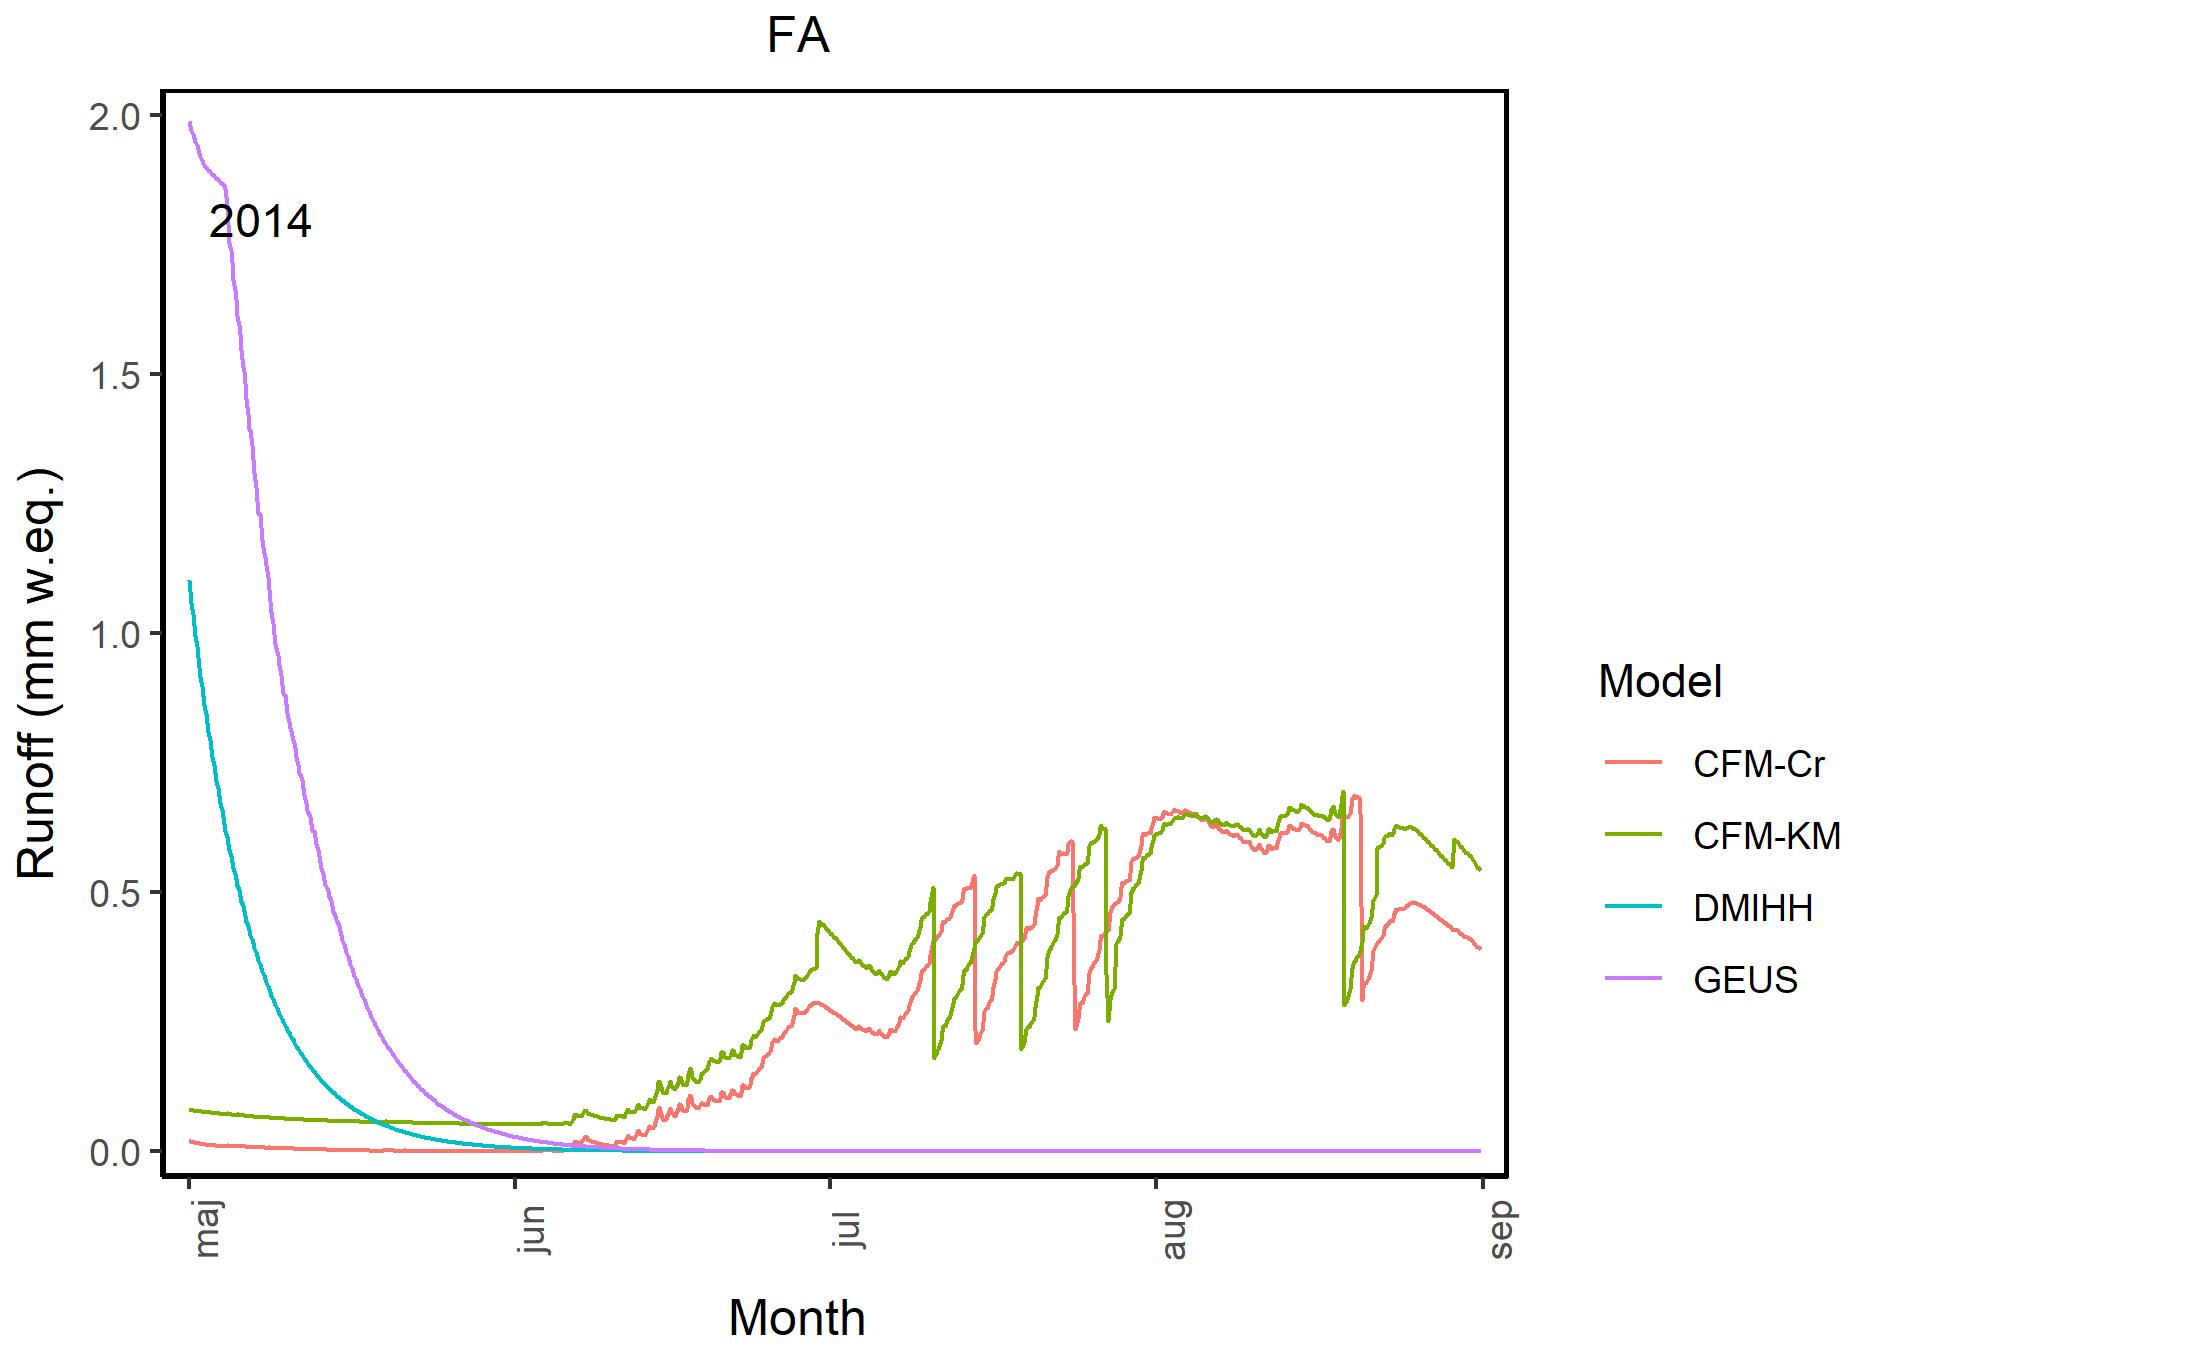 FA
2.0
2014
1.5
1.0
0.5
0.0
Runoff (mm w.eq.)
maj
jun
jul
aug
sep
Month
Model
CFM-Cr
CFM-KM
DMIHH
GEUS